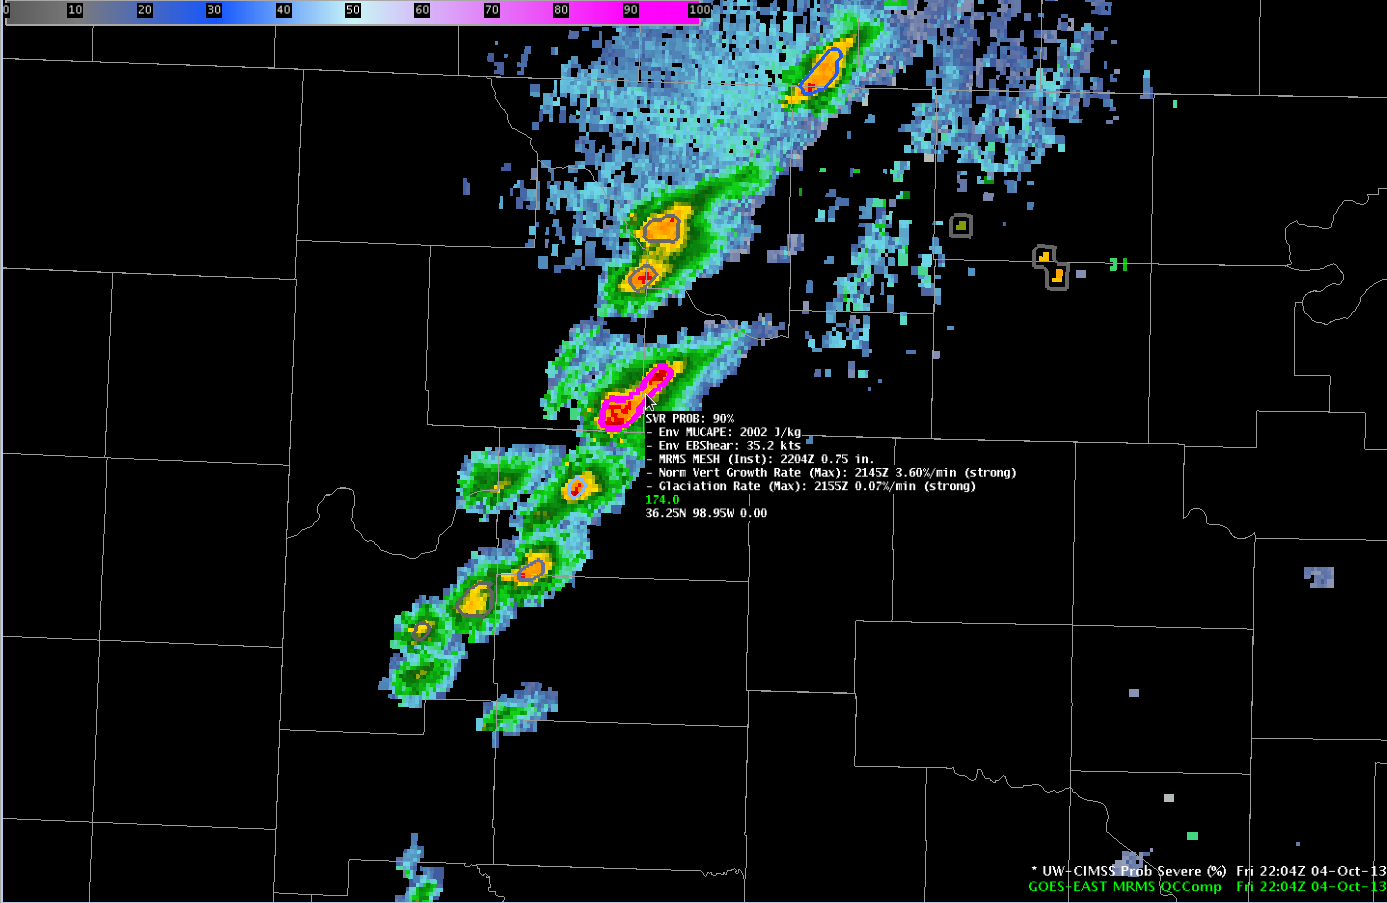 0 10 20 30 40 50 60 70 80 90 100
SVR PROB: 90%
- Env MUCAPE: 2002 J/kg
- Env EBShear: 35.2 kts
- MRMS MESH (Inst): 2204Z 0.75 in.
- Norm Vert Growth Rate (Max): 2145Z 3.60%/min (strong)
- Glaciation Rate (Max): 2155Z 0.07%/min (strong)
174.0
36.25N 98.95W 0.00
* UW-CIMSS Prob Severe (%) Fri 22:04Z 04-Oct-13
GOES-EAST MRMS QCComp Fri 22:04Z 04-Oct-13